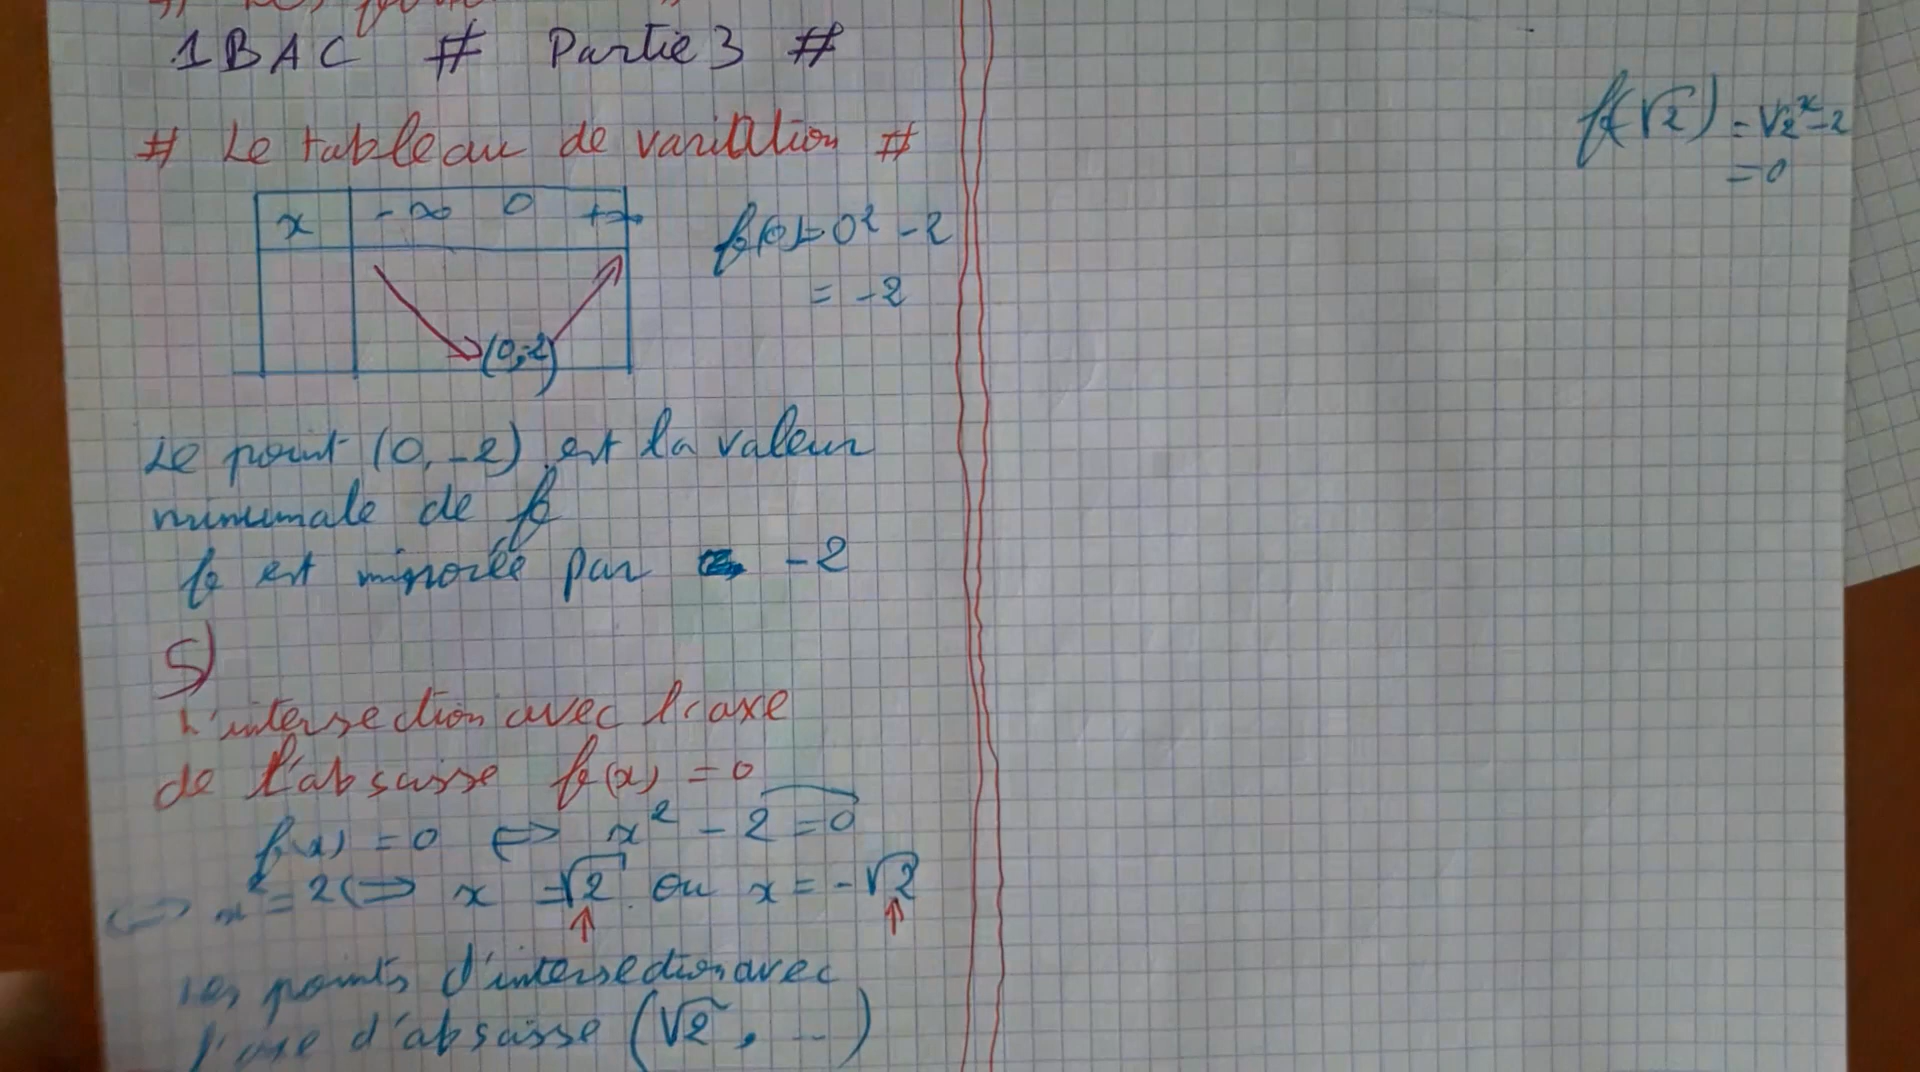 1BAC # Partie 3 #
# Le tableau de variation #
x -∞ 0 +∞
(0,-2)
f(0)=0² -2
= -2
Le point (0,-2) est la valeur
minimale de f
f est minorée par -2
5)
L'intersection avec l'axe
de l'absaisse f(x) =0
f(x) =0 ⟺ x² - 2 =0
⟺ x² = 2 ⟺ x =√2 ou x = -√2
Les points d'intersection avec
l'axe d'absaisse (√2, ...)
f(√2) = √2² -2
=0